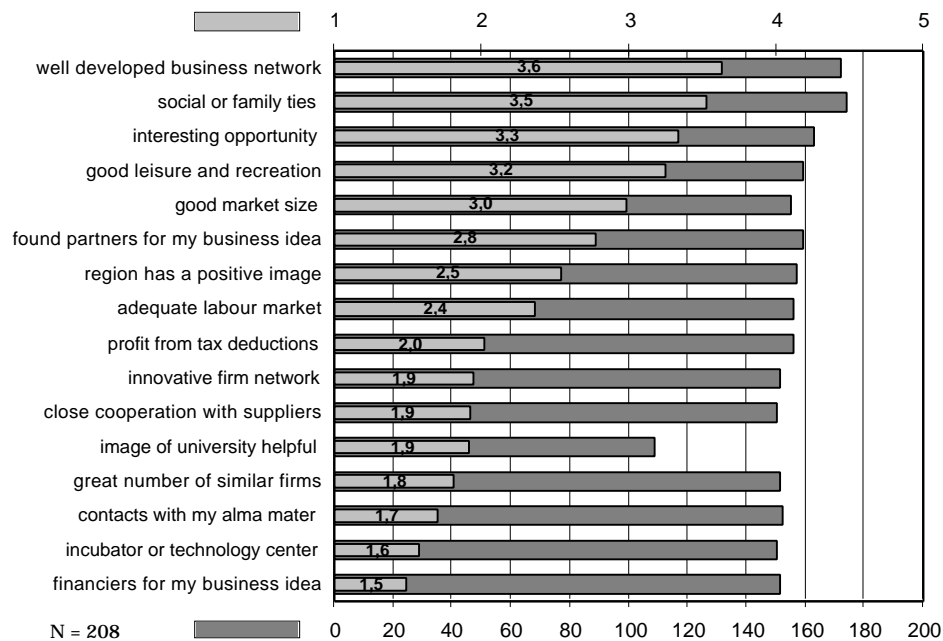 1 2 3 4 5
well developed business network 3,6
social or family ties 3,5
interesting opportunity 3,3
good leisure and recreation 3,2
good market size 3,0
found partners for my business idea 2,8
region has a positive image 2,5
adequate labour market 2,4
profit from tax deductions 2,0
innovative firm network 1,9
close cooperation with suppliers 1,9
image of university helpful 1,9
great number of similar firms 1,8
contacts with my alma mater 1,7
incubator or technology center 1,6
financiers for my business idea 1,5
N = 208 0 20 40 60 80 100 120 140 160 180 200